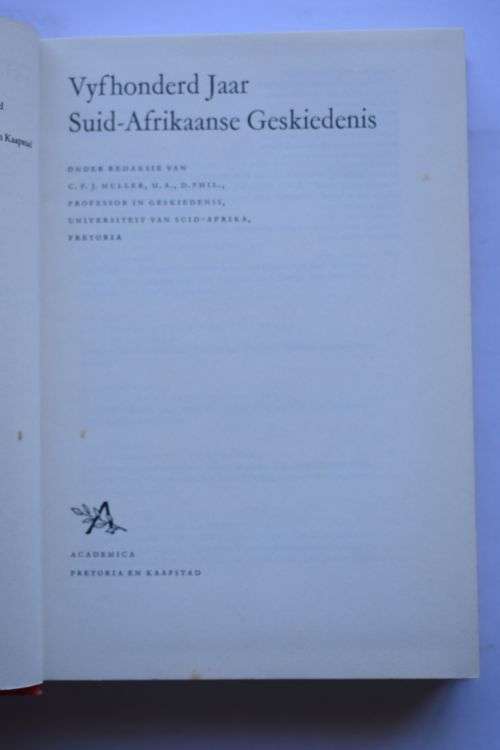 Vyfhonderd Jaar
Suid-Afrikaanse Geskiedenis
ONDER REDAKSIE VAN
C. F. J. MULLER, M.A., D.PHIL.,
PROFESSOR IN GESKIEDENIS,
UNIVERSITEIT VAN SUID-AFRIKA,
PRETORIA
A
ACADEMICA
PRETORIA EN KAAPSTAD
Kaapstad